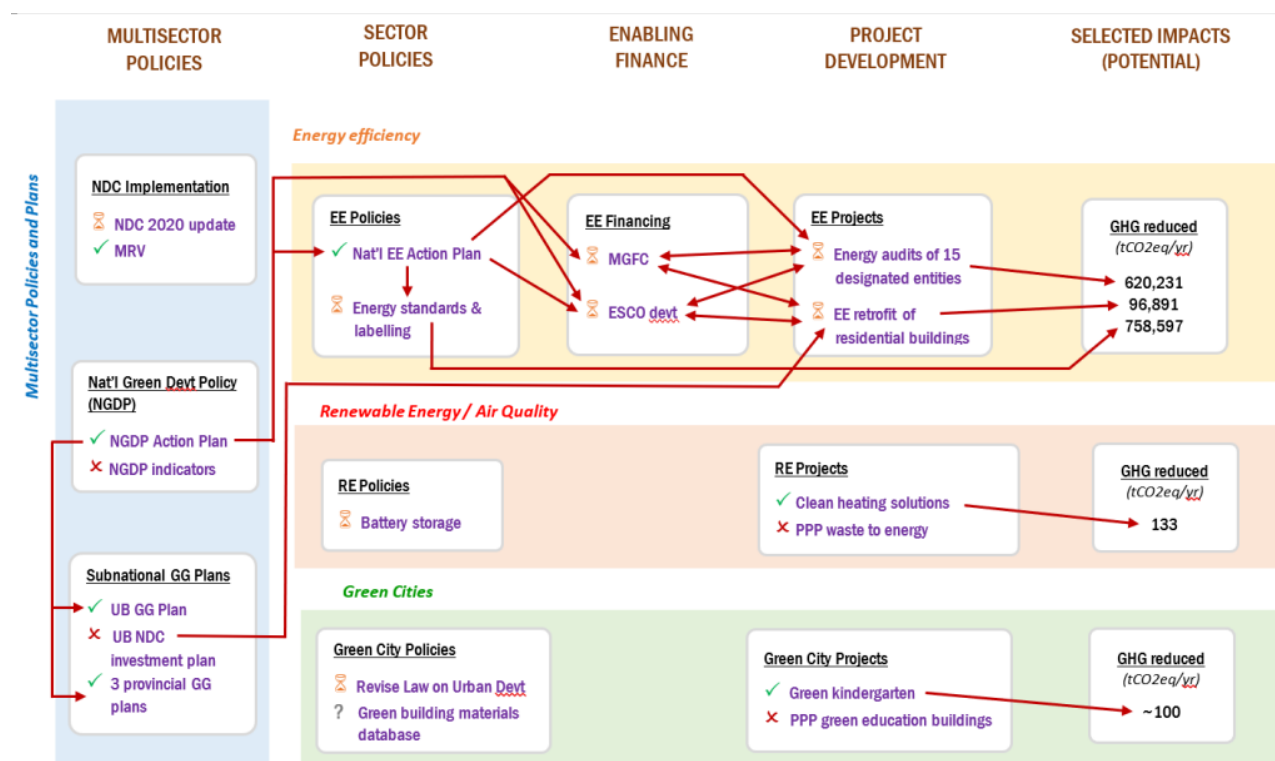 MULTISECTOR
POLICIES
SECTOR
POLICIES
ENABLING
FINANCE
PROJECT
DEVELOPMENT
SELECTED IMPACTS
(POTENTIAL)
Multisector Policies and Plans
NDC Implementation
NDC 2020 update
✓ MRV
Nat'l Green Devt Policy
(NGDP)
✓ NGDP Action Plan
✗ NGDP indicators
Subnational GG Plans
✓ UB GG Plan
✗ UB NDC
investment plan
✓ 3 provincial GG
plans
Energy efficiency
EE Policies
✓ Nat'l EE Action Plan
Energy standards &
labelling
EE Financing
MGFC
ESCO devt
EE Projects
Energy audits of 15
designated entities
EE retrofit of
residential buildings
GHG reduced
(tCO2eq/yr)
620,231
96,891
758,597
Renewable Energy / Air Quality
RE Policies
Battery storage
RE Projects
✓ Clean heating solutions
✗ PPP waste to energy
GHG reduced
(tCO2eq/yr)
133
Green Cities
Green City Policies
Revise Law on Urban Devt
? Green building materials
database
Green City Projects
✓ Green kindergarten
✗ PPP green education buildings
GHG reduced
(tCO2eq/yr)
~100